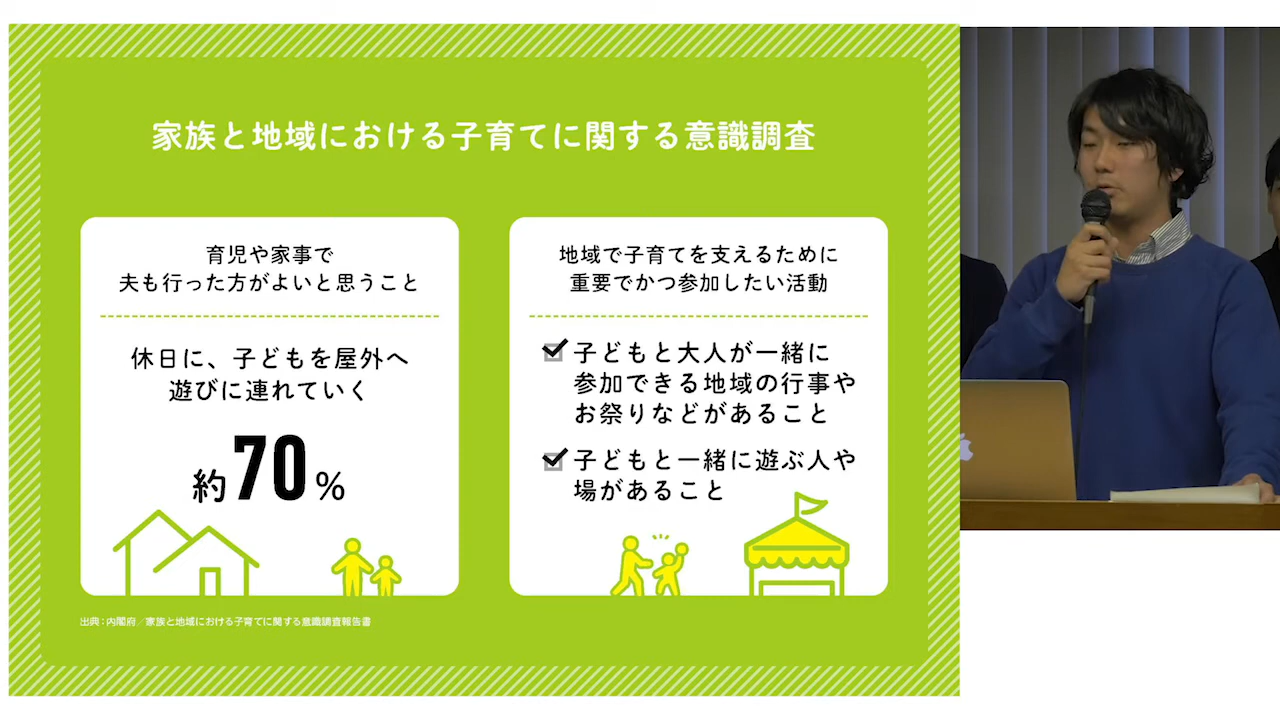 家族と地域における子育てに関する意識調査
育児や家事で
夫も行った方がよいと思うこと
休日に、子どもを屋外へ
遊びに連れていく
約70%
地域で子育てを支えるために
重要でかつ参加したい活動
子どもと大人が一緒に
参加できる地域の行事や
お祭りなどがあること
子どもと一緒に遊ぶ人や
場があること
出典：内閣府／家族と地域における子育てに関する意識調査報告書